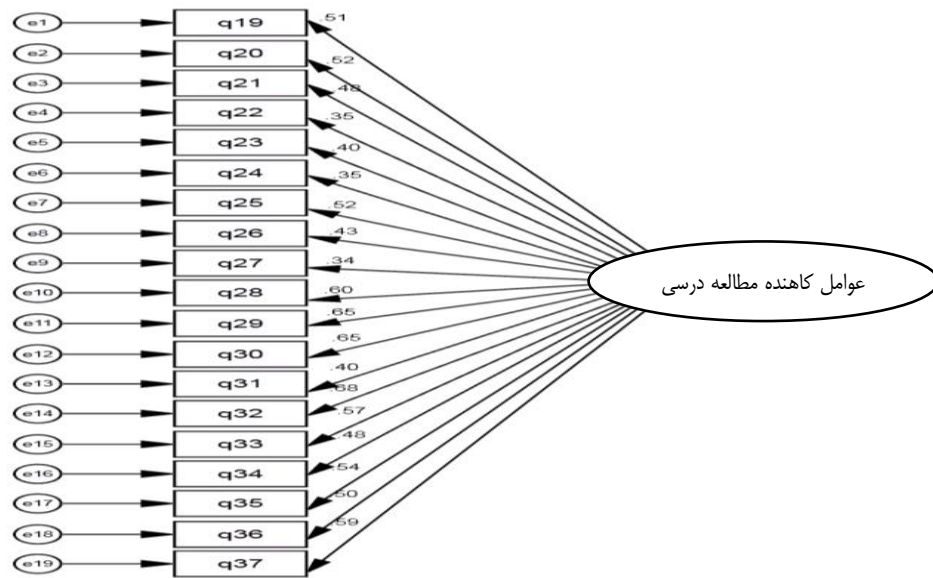 e1 q19 .51
e2 q20 .52
e3 q21 .48
e4 q22 .35
e5 q23 .40
e6 q24 .35
e7 q25 .52
e8 q26 .43
e9 q27 .34
e10 q28 .60
e11 q29 .65
e12 q30 .65
e13 q31 .40
e14 q32 .68
e15 q33 .57
e16 q34 .48
e17 q35 .54
e18 q36 .50
e19 q37 .59
عوامل کاهنده مطالعه درسی